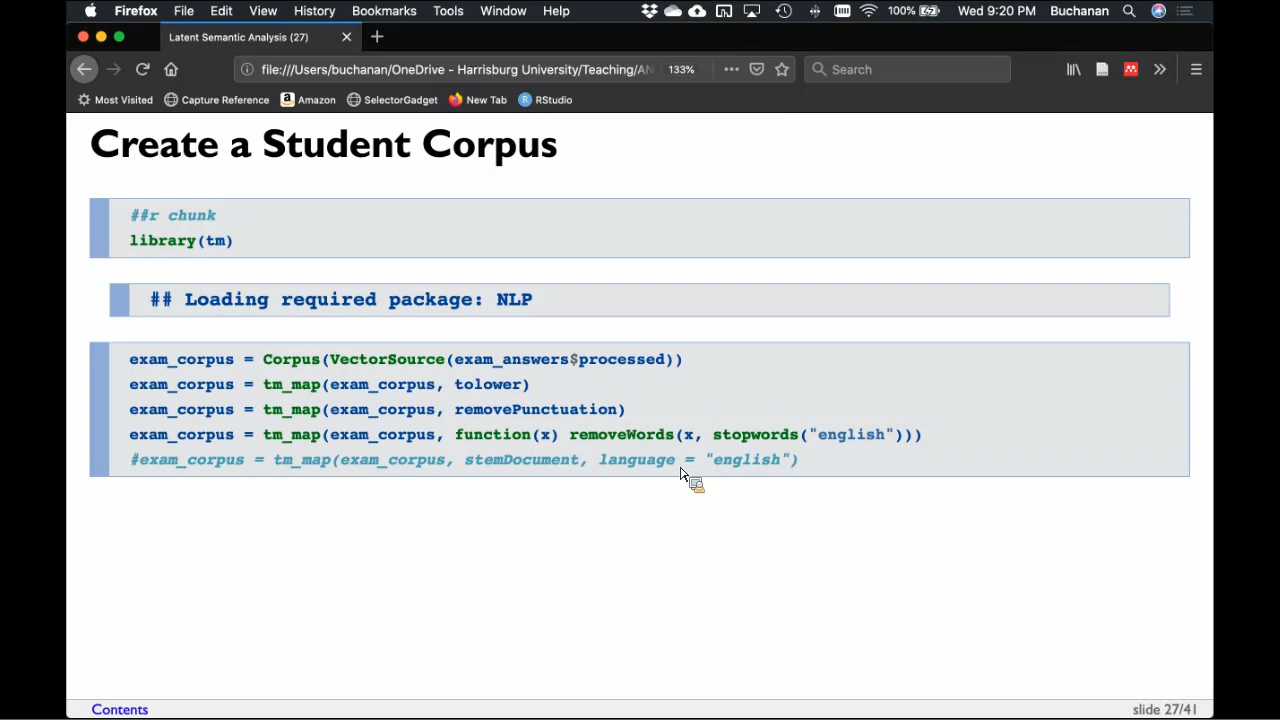 Firefox File Edit View History Bookmarks Tools Window Help 100% Wed 9:20 PM Buchanan
Latent Semantic Analysis (27)
file:///Users/buchanan/OneDrive - Harrisburg University/Teaching/AN 133% Search
Most Visited Capture Reference Amazon SelectorGadget New Tab RStudio
Create a Student Corpus
##r chunk
library(tm)
## Loading required package: NLP
exam_corpus = Corpus(VectorSource(exam_answers$processed))
exam_corpus = tm_map(exam_corpus, tolower)
exam_corpus = tm_map(exam_corpus, removePunctuation)
exam_corpus = tm_map(exam_corpus, function(x) removeWords(x, stopwords("english")))
#exam_corpus = tm_map(exam_corpus, stemDocument, language = "english")
Contents slide 27/41